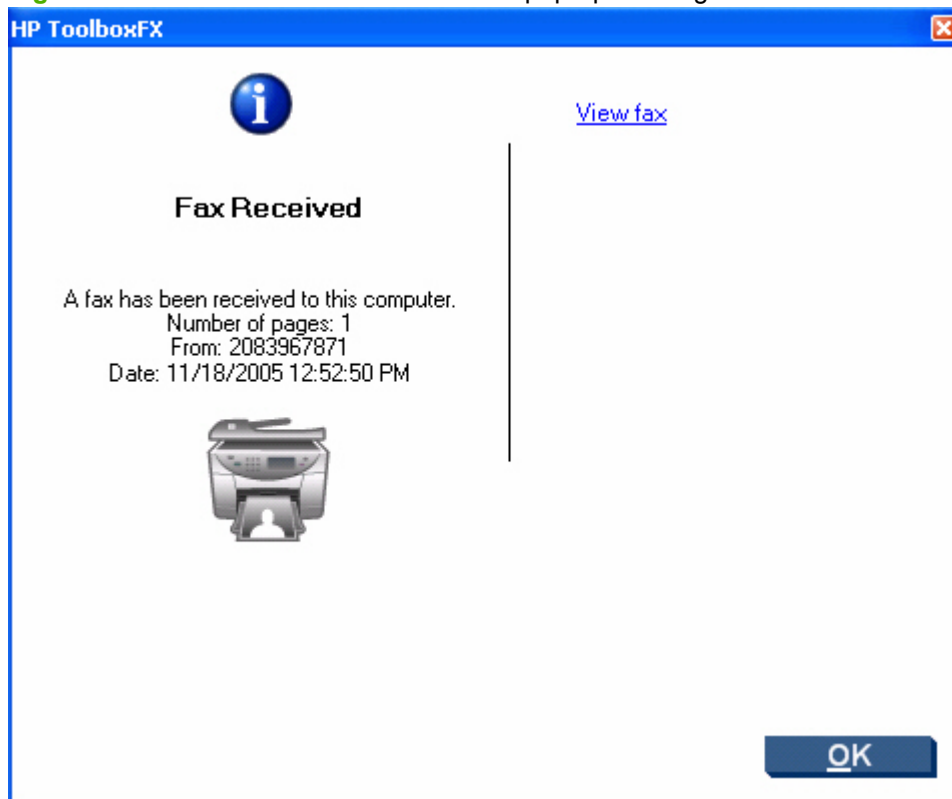 HP ToolboxFX
View fax
Fax Received
A fax has been received to this computer.
Number of pages: 1
From: 2083967871
Date: 11/18/2005 12:52:50 PM
OK